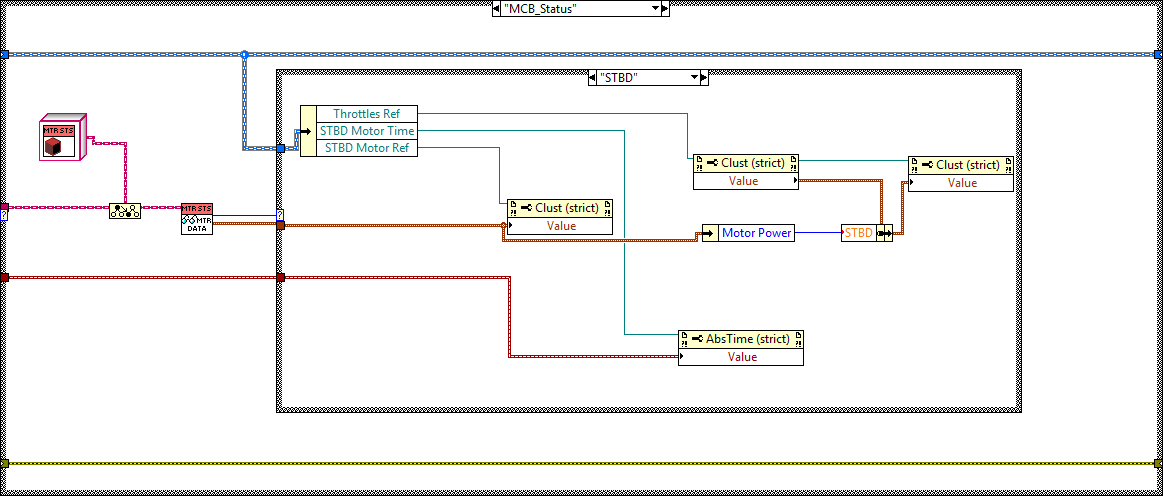 "MCB_Status"
"STBD"
Throttles Ref
STBD Motor Time
STBD Motor Ref
MTR STS
Clust (strict)
Value
Clust (strict)
Value
Clust (strict)
Value
MTR STS
MTR
DATA
?
?
Motor Power
STBD
AbsTime (strict)
Value